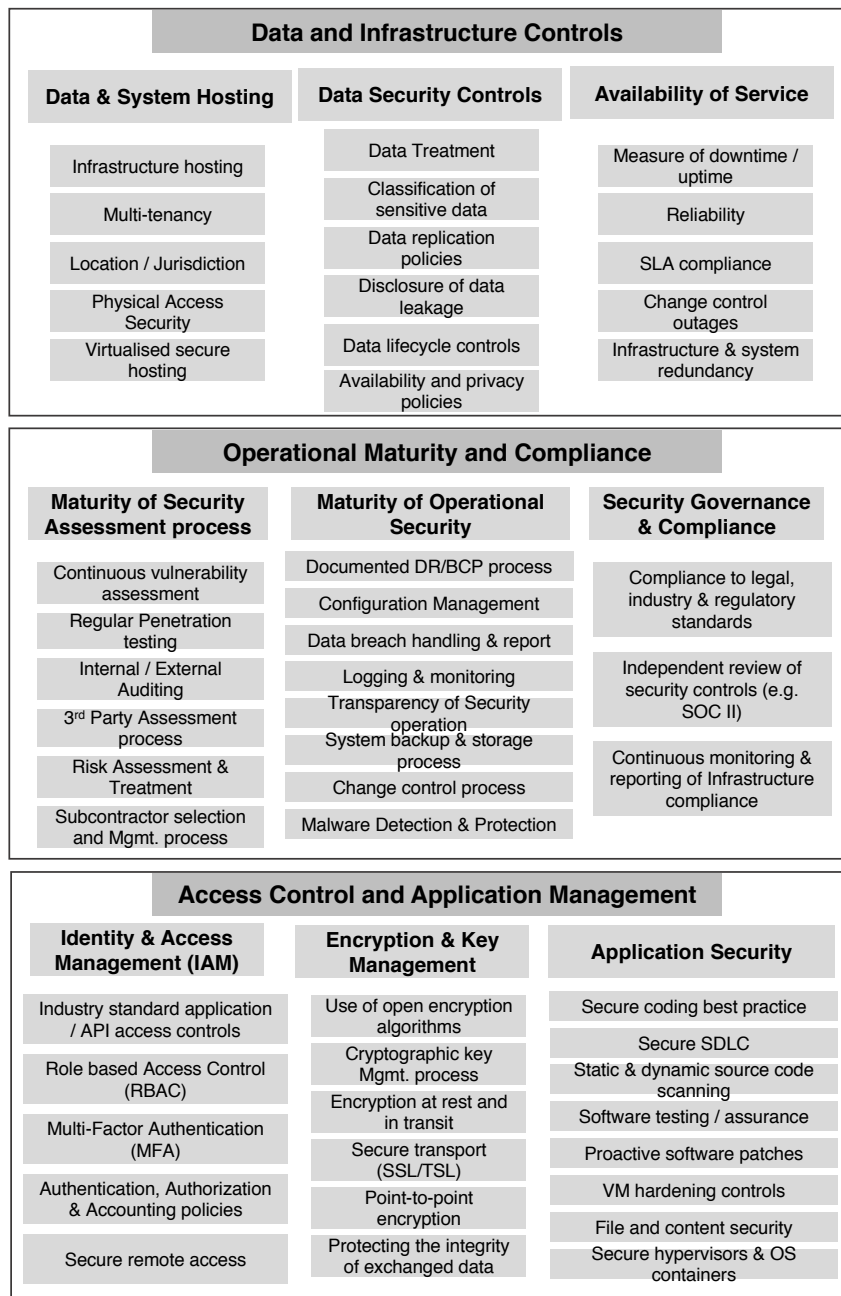 Data and Infrastructure Controls
Data & System Hosting
Infrastructure hosting
Multi-tenancy
Location / Jurisdiction
Physical Access
Security
Virtualised secure
hosting
Data Security Controls
Data Treatment
Classification of
sensitive data
Data replication
policies
Disclosure of data
leakage
Data lifecycle controls
Availability and privacy
policies
Availability of Service
Measure of downtime /
uptime
Reliability
SLA compliance
Change control
outages
Infrastructure & system
redundancy
Operational Maturity and Compliance
Maturity of Security
Assessment process
Continuous vulnerability
assessment
Regular Penetration
testing
Internal / External
Auditing
3rd Party Assessment
process
Risk Assessment &
Treatment
Subcontractor selection
and Mgmt. process
Maturity of Operational
Security
Documented DR/BCP process
Configuration Management
Data breach handling & report
Logging & monitoring
Transparency of Security
operation
System backup & storage
process
Change control process
Malware Detection & Protection
Security Governance
& Compliance
Compliance to legal,
industry & regulatory
standards
Independent review of
security controls (e.g.
SOC II)
Continuous monitoring &
reporting of Infrastructure
compliance
Access Control and Application Management
Identity & Access
Management (IAM)
Industry standard application
/ API access controls
Role based Access Control
(RBAC)
Multi-Factor Authentication
(MFA)
Authentication, Authorization
& Accounting policies
Secure remote access
Encryption & Key
Management
Use of open encryption
algorithms
Cryptographic key
Mgmt. process
Encryption at rest and
in transit
Secure transport
(SSL/TSL)
Point-to-point
encryption
Protecting the integrity
of exchanged data
Application Security
Secure coding best practice
Secure SDLC
Static & dynamic source code
scanning
Software testing / assurance
Proactive software patches
VM hardening controls
File and content security
Secure hypervisors & OS
containers